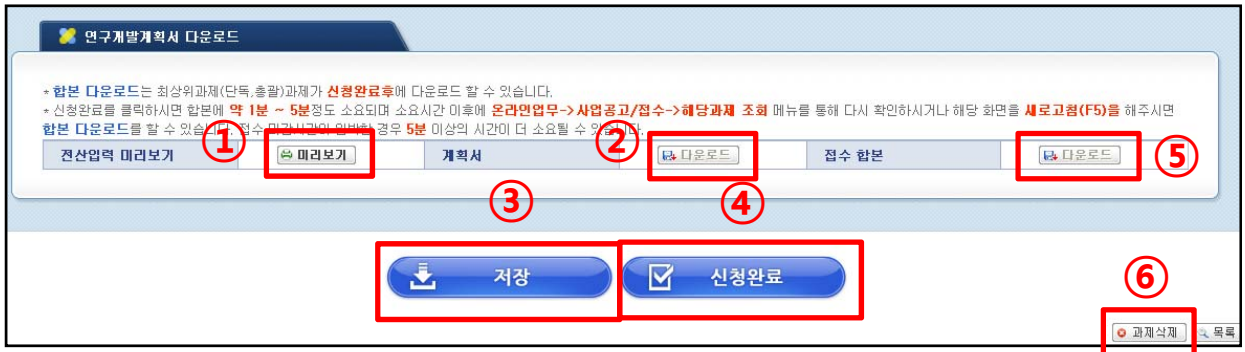 연구개발계획서 다운로드
* 합본 다운로드는 최상위과제(단독,총괄)과제가 신청완료후에 다운로드 할 수 있습니다.
* 신청완료를 클릭하시면 합본에 약 1분 ~ 5분정도 소요되며 소요시간 이후에 온라인업무->사업공고/접수->해당과제 조회 메뉴를 통해 다시 확인하시거나 해당 화면을 새로고침(F5)을 해주시면
합본 다운로드를 할 수 있습니다. 접수 마감시간이 임박한 경우 5분 이상의 시간이 더 소요될 수 있습니다.
전산입력 미리보기 ① 미리보기 계획서 ② 다운로드 접수 합본 다운로드 ⑤
③ ④
저장 신청완료
⑥
과제삭제 목록